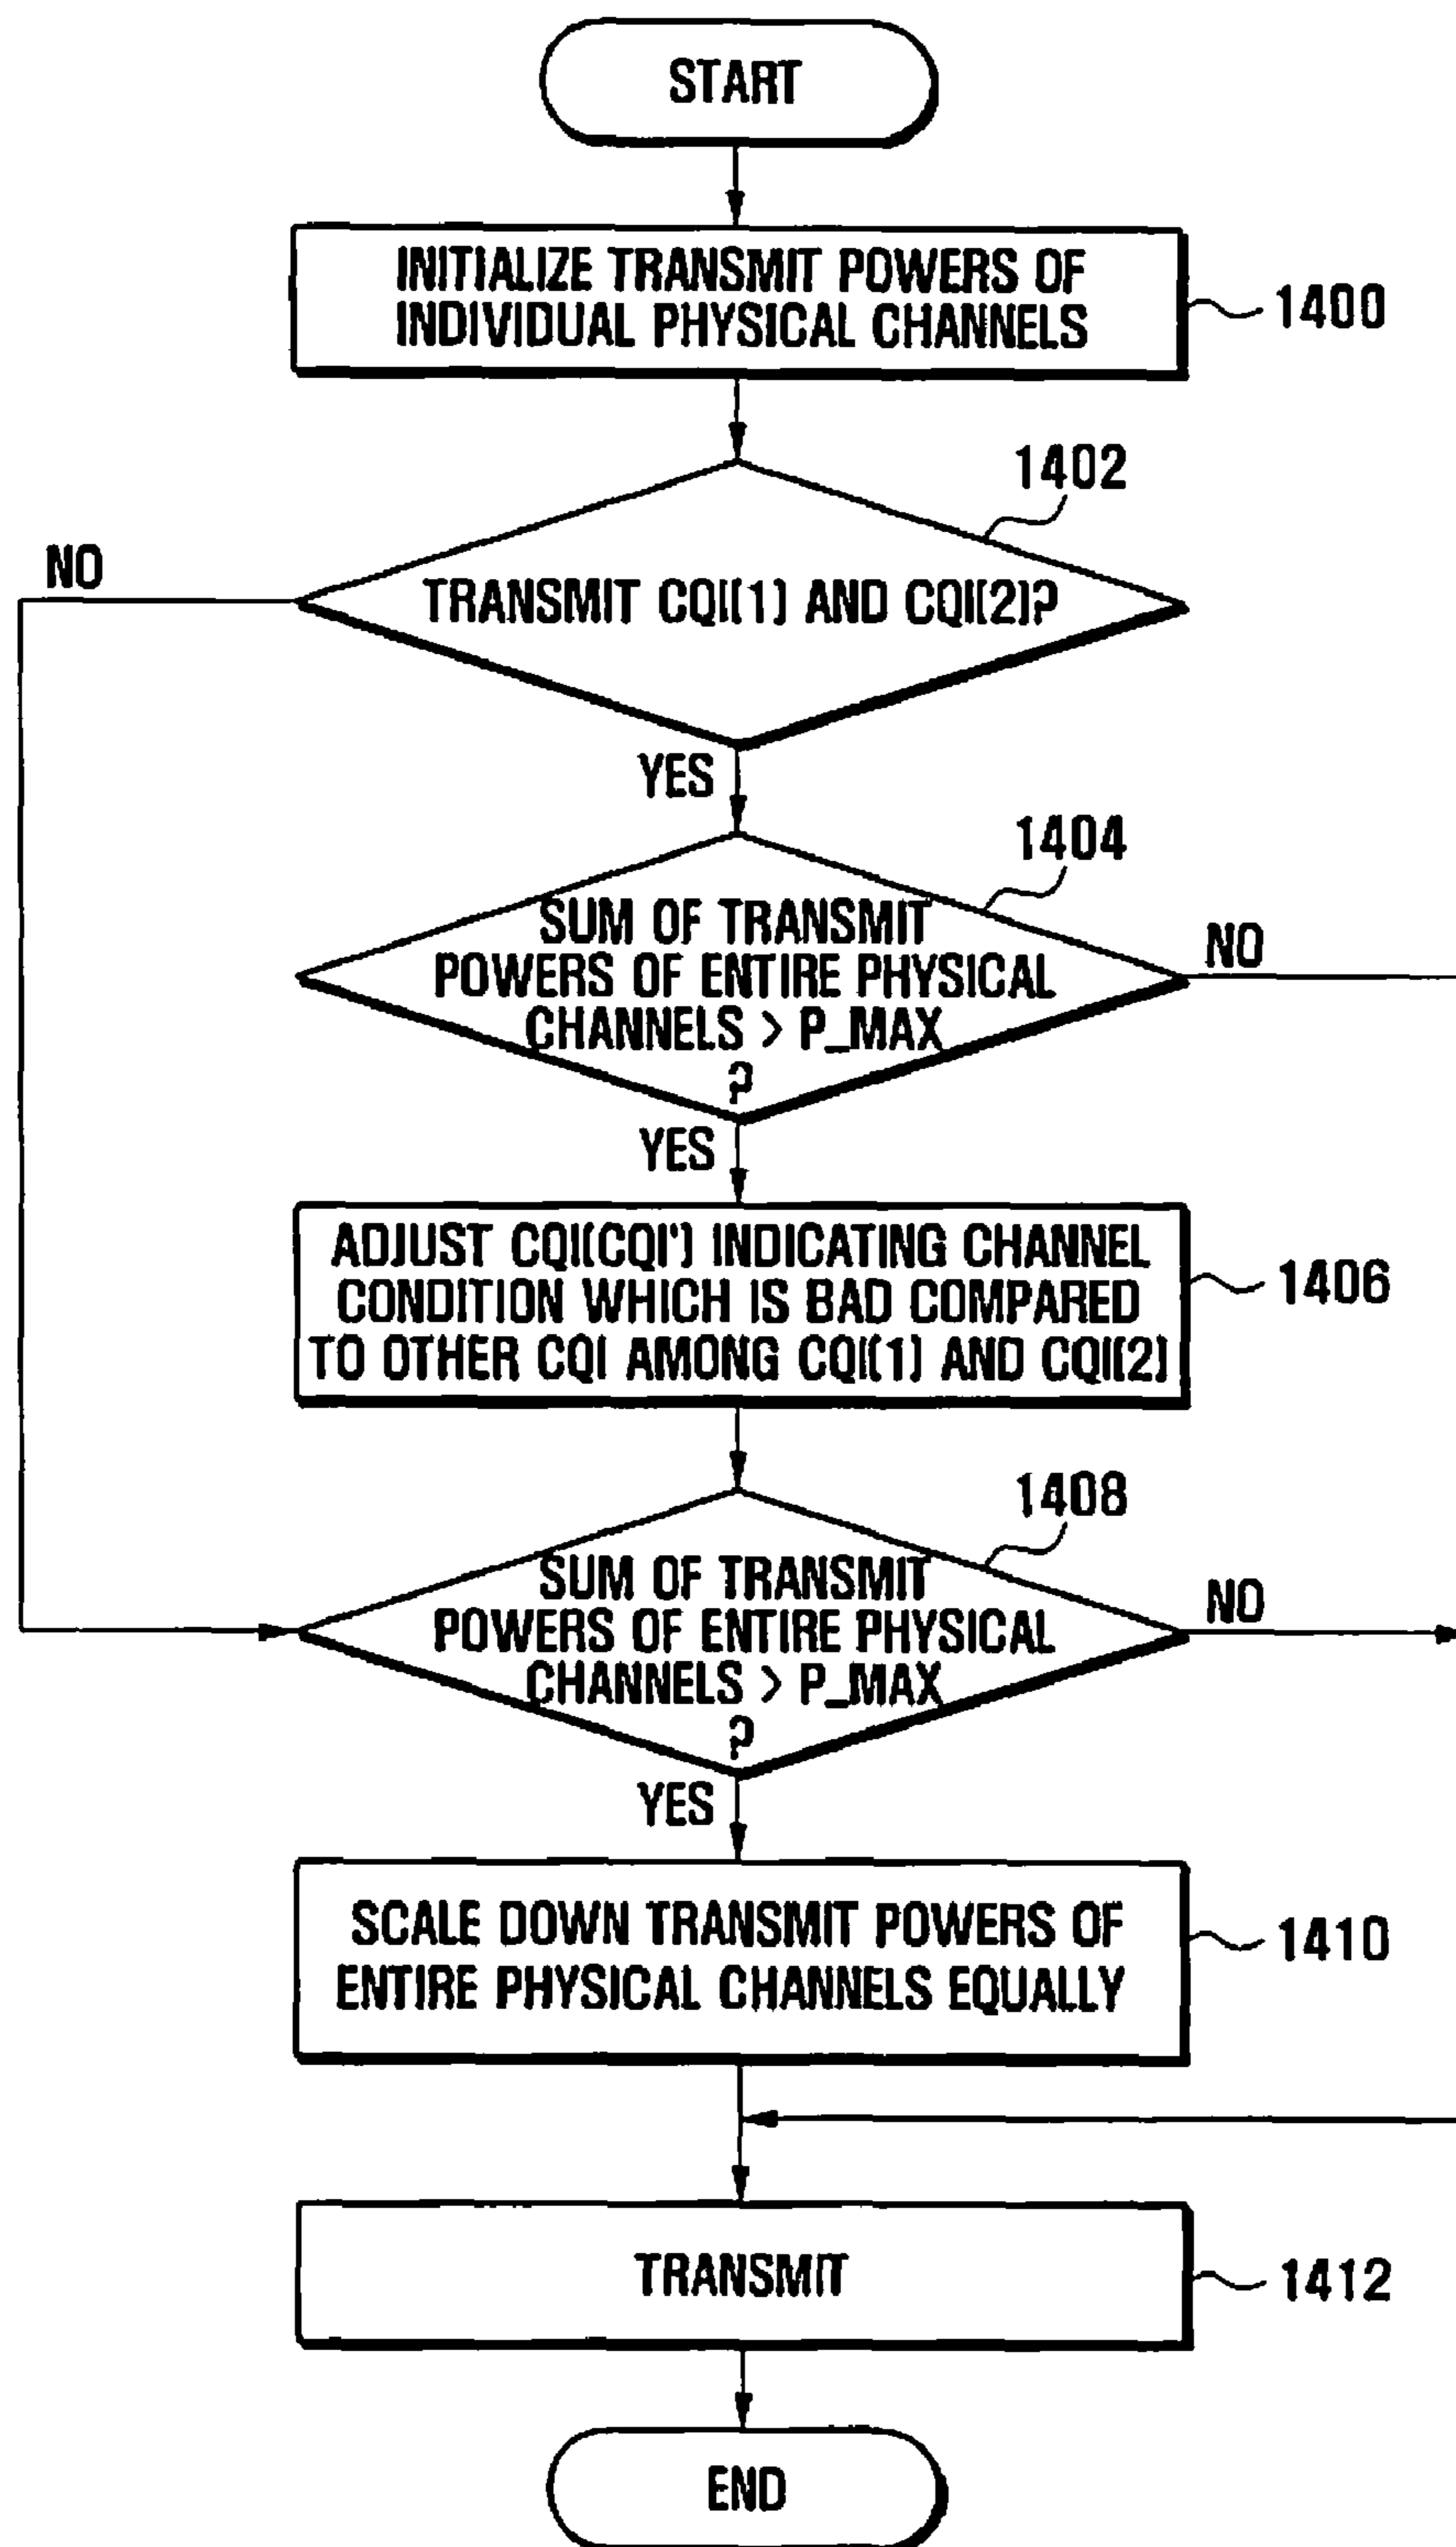 START
INITIALIZE TRANSMIT POWERS OF
INDIVIDUAL PHYSICAL CHANNELS
1400
1402
NO
TRANSMIT CQI(1) AND CQI(2)?
YES
1404
SUM OF TRANSMIT
POWERS OF ENTIRE PHYSICAL
CHANNELS > P_MAX
?
NO
YES
ADJUST CQI(CQI') INDICATING CHANNEL
CONDITION WHICH IS BAD COMPARED
TO OTHER CQI AMONG CQI(1) AND CQI(2)
1406
1408
SUM OF TRANSMIT
POWERS OF ENTIRE PHYSICAL
CHANNELS > P_MAX
?
NO
YES
SCALE DOWN TRANSMIT POWERS OF
ENTIRE PHYSICAL CHANNELS EQUALLY
1410
TRANSMIT
1412
END